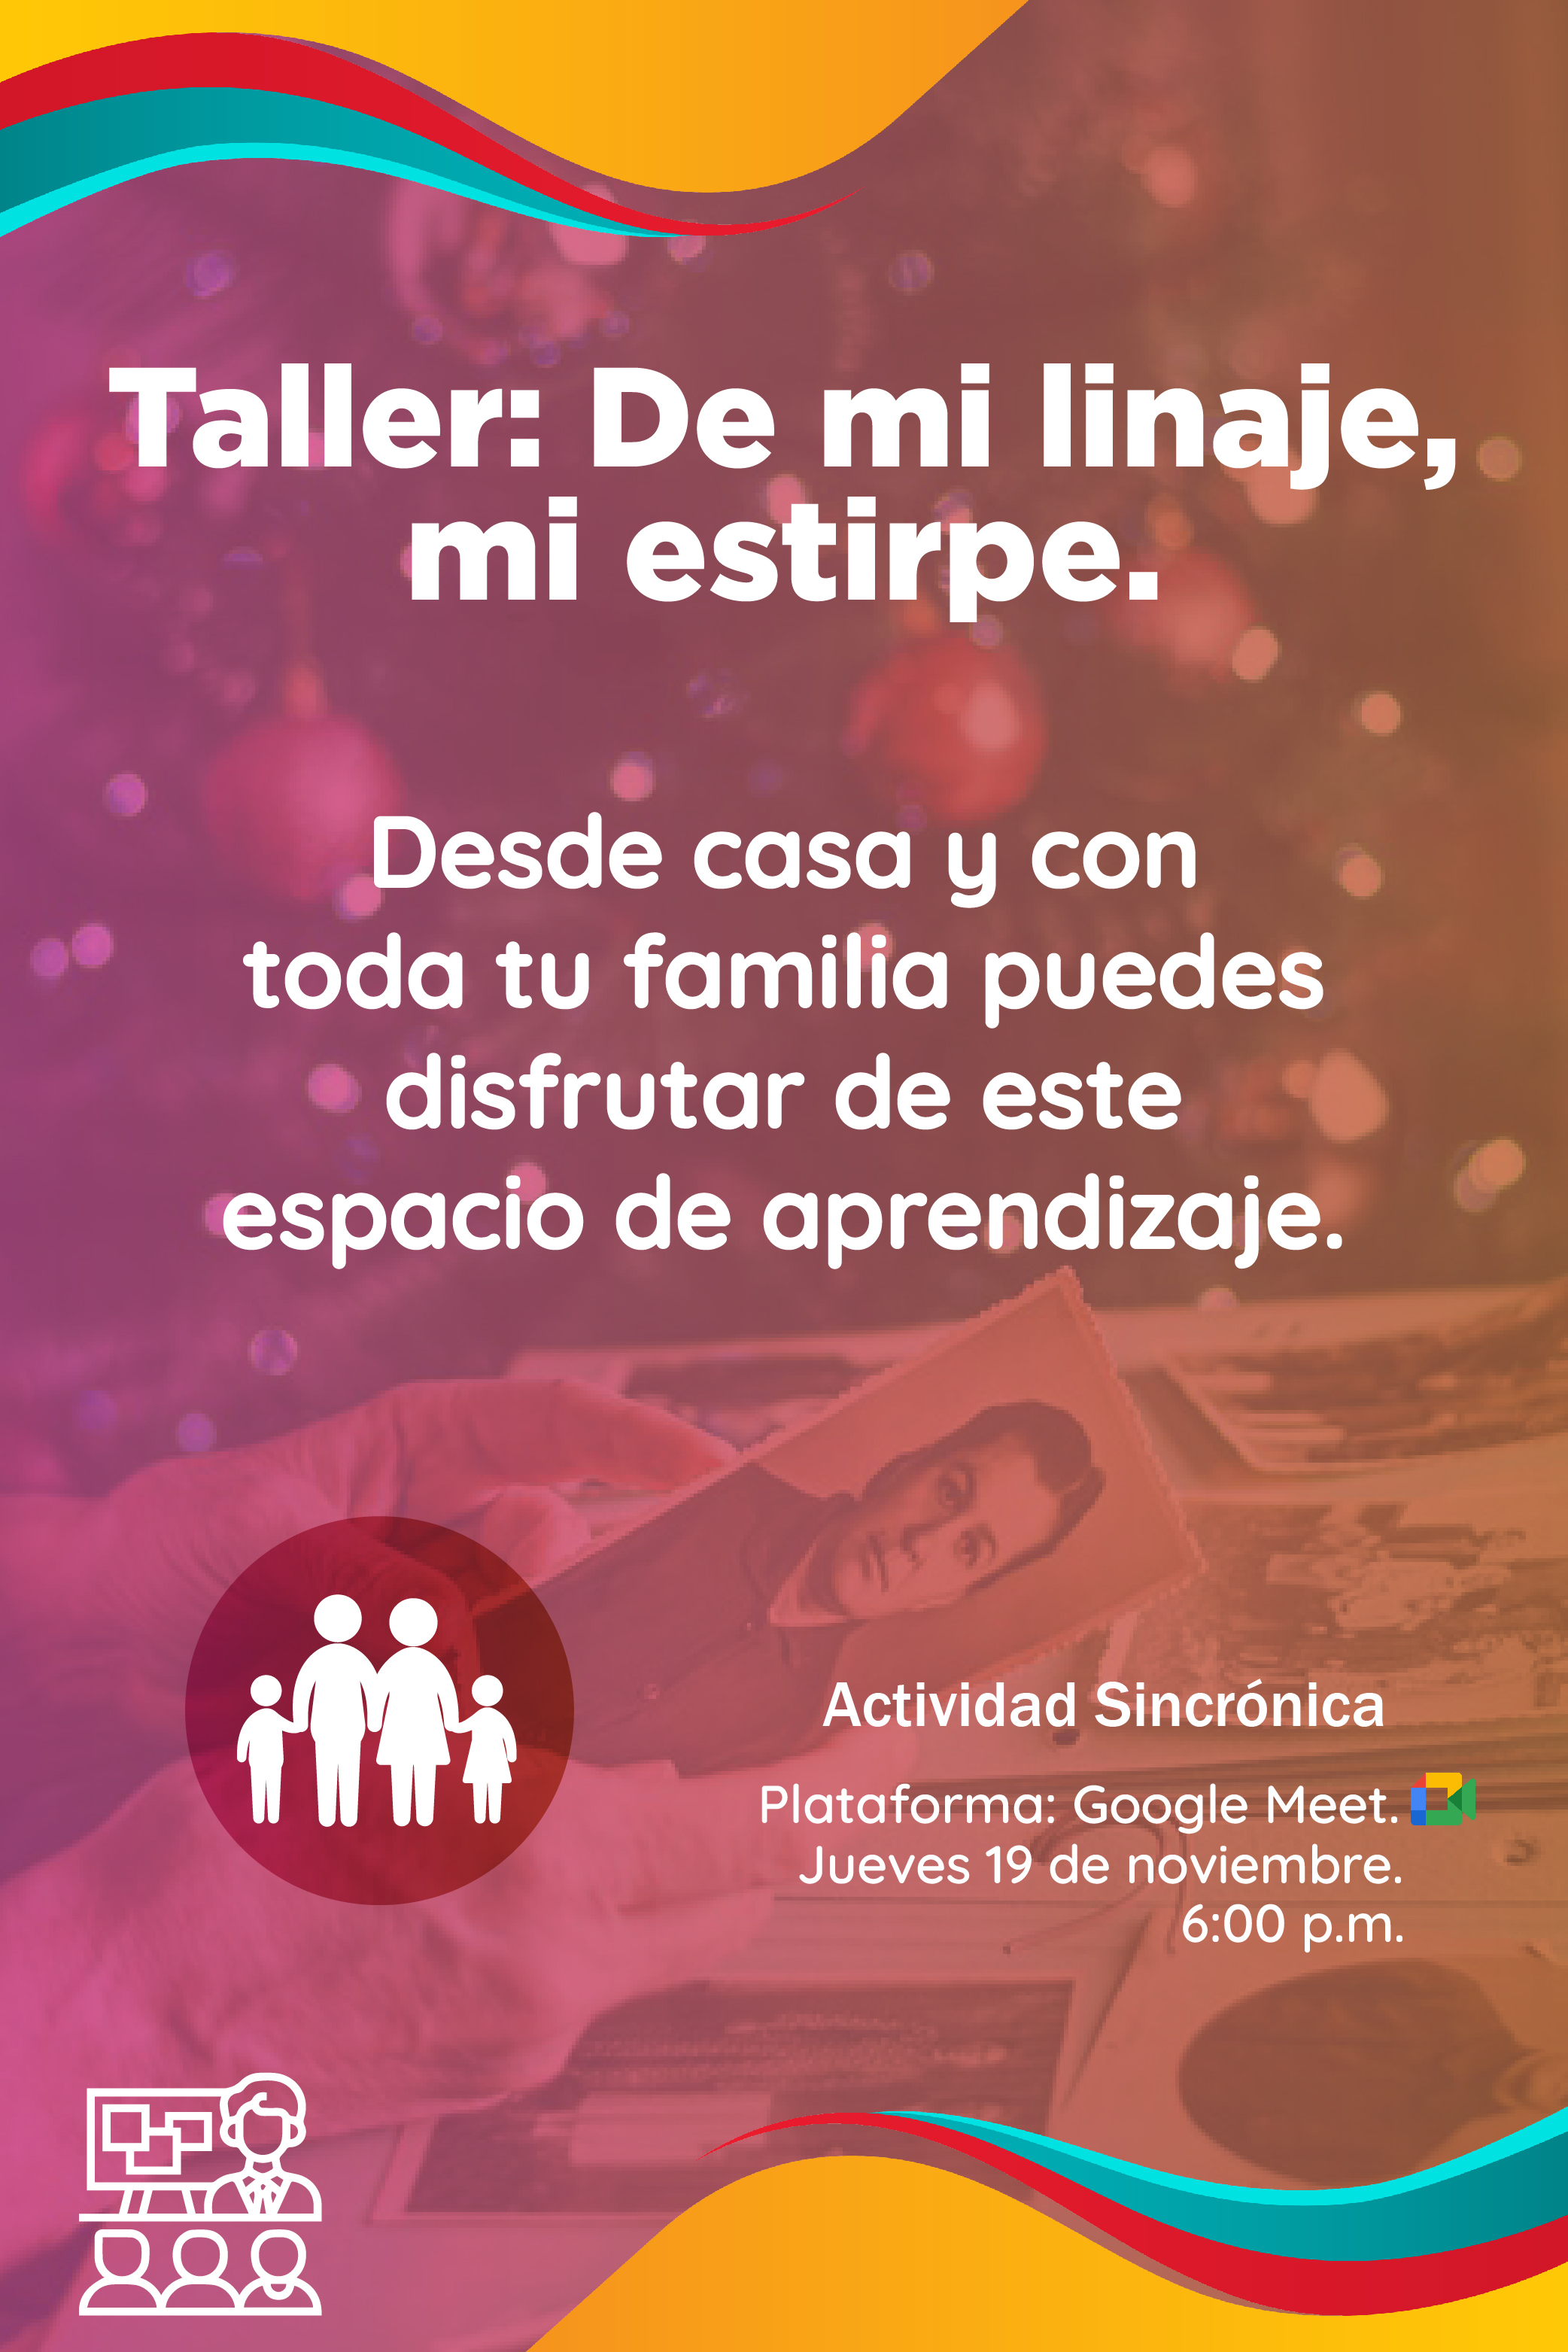 Taller: De mi linaje,
mi estirpe.
Desde casa y con
toda tu familia puedes
disfrutar de este
espacio de aprendizaje.
Actividad Sincrónica
Plataforma: Google Meet.
Jueves 19 de noviembre.
6:00 p.m.